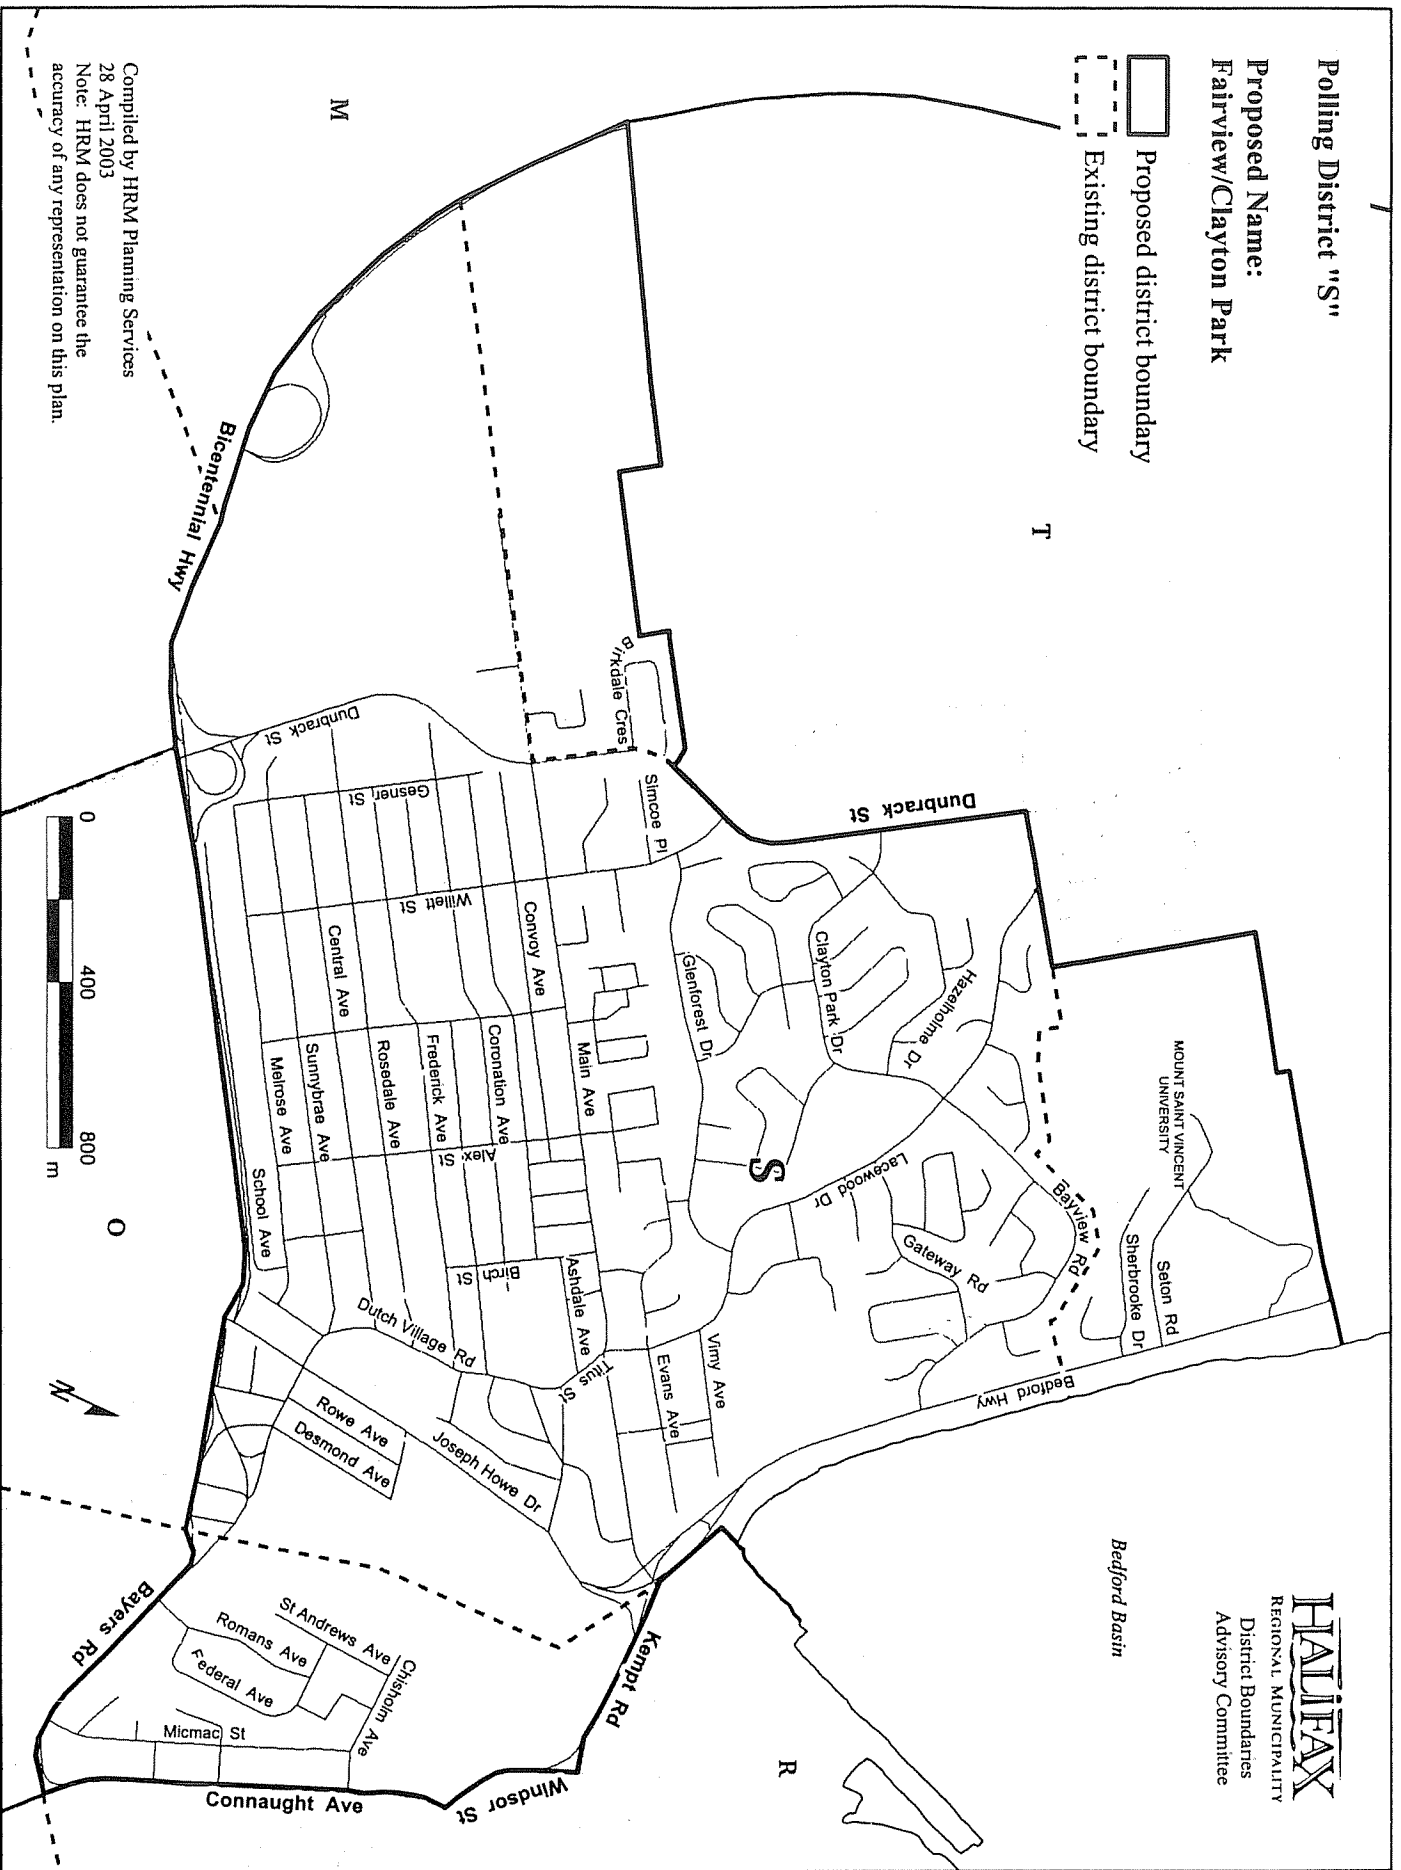 Polling District "S"
Proposed Name:
Fairview/Clayton Park
Proposed district boundary
Existing district boundary
HALIFAX
REGIONAL MUNICIPALITY
District Boundaries
Advisory Committee
T
M
S
R
O
Bedford Basin
MOUNT SAINT VINCENT
UNIVERSITY
Seton Rd
Sherbrooke Dr
Bayview Rd
Bedford Hwy
Gateway Rd
Lacewood Dr
Hazelholme Dr
Clayton Park Dr
Glenforest Dr
Dunbrack St
Simcoe Pl
Birkdale Cres
Dunbrack St
Gesner St
Willett St
Convoy Ave
Central Ave
Main Ave
Coronation Ave
Frederick Ave
Rosedale Ave
Sunnybrae Ave
Melrose Ave
Alex St
School Ave
Birch St
Ashdale Ave
Titus St
Dutch Village Rd
Vimy Ave
Evans Ave
Rowe Ave
Desmond Ave
Joseph Howe Dr
Kempt Rd
Windsor St
Connaught Ave
Bayers Rd
St Andrews Ave
Romans Ave
Federal Ave
Chisholm Ave
Micmac St
Bicentennial Hwy
Compiled by HRM Planning Services
28 April 2003
Note: HRM does not guarantee the
accuracy of any representation on this plan.
0 400 800 m
N